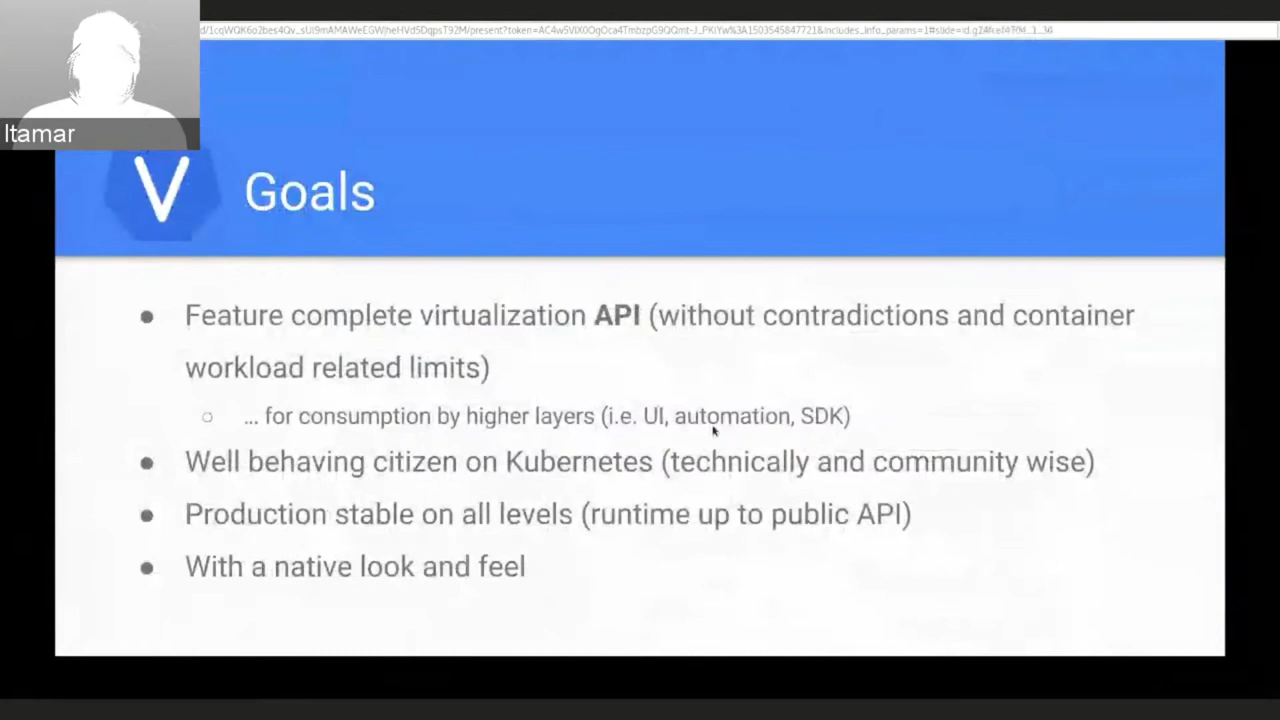 Itamar
V
Goals
● Feature complete virtualization API (without contradictions and container
workload related limits)
○ ... for consumption by higher layers (i.e. UI, automation, SDK)
● Well behaving citizen on Kubernetes (technically and community wise)
● Production stable on all levels (runtime up to public API)
● With a native look and feel